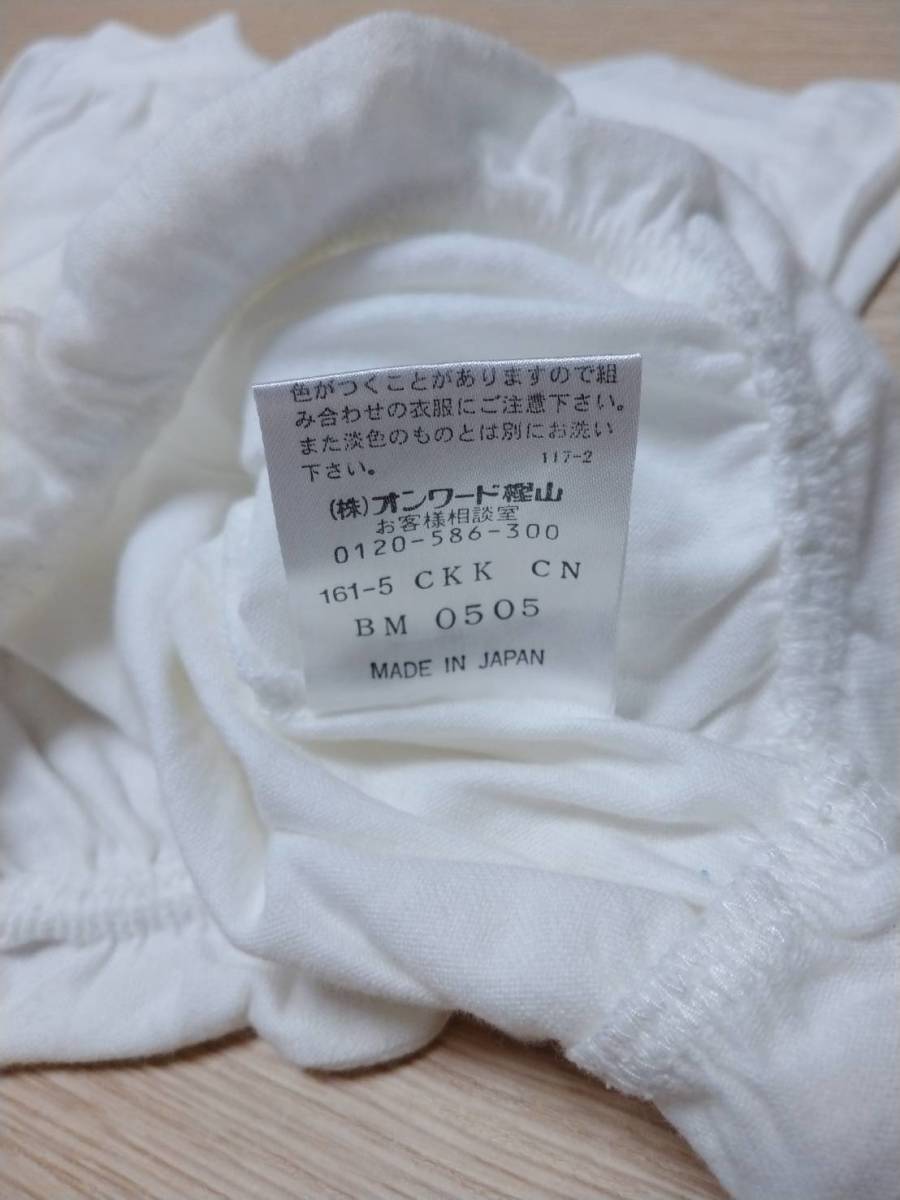 色がつくことがありますので組
み合わせの衣服にご注意下さい。
また淡色のものとは別にお洗い
下さい。 117-2
(株)オンワード樫山
お客様相談室
0120-586-300
161-5 CKK CN
BM 0505
MADE IN JAPAN